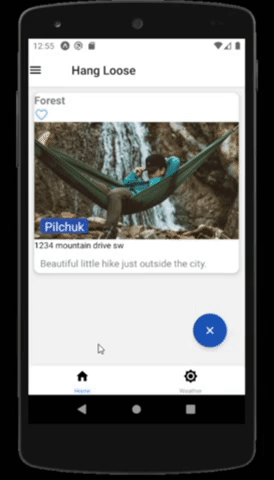 12:55
Hang Loose
Forest
Pilchuk
1234 mountain drive sw
Beautiful little hike just outside the city.
Home
Weather